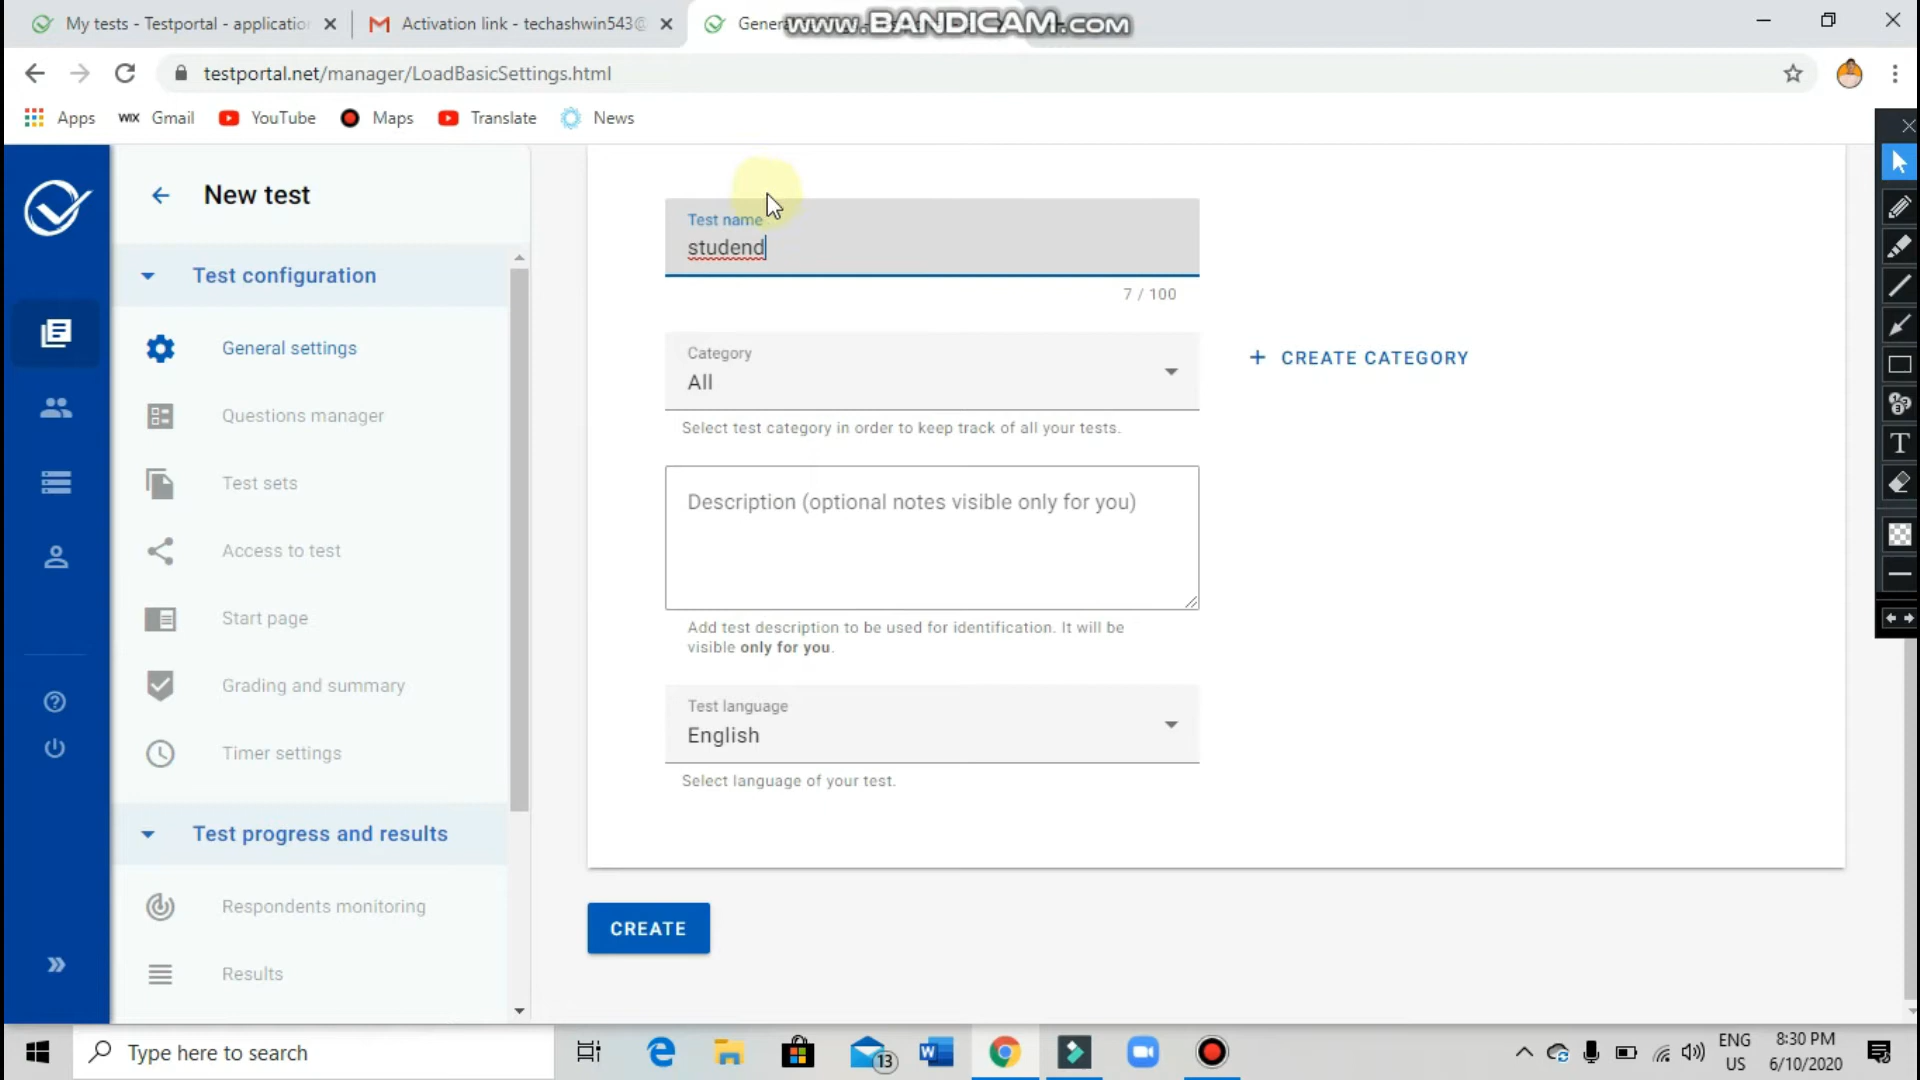 My tests - Testportal - applicatio
Activation link - techashwin543@
www.BANDICAM.com
testportal.net/manager/LoadBasicSettings.html
Apps
WIX Gmail
YouTube
Maps
Translate
News
New test
Test configuration
General settings
Questions manager
Test sets
Access to test
Start page
Grading and summary
Timer settings
Test progress and results
Respondents monitoring
Results
Test name
studend
7 / 100
Category
All
CREATE CATEGORY
Select test category in order to keep track of all your tests.
Description (optional notes visible only for you)
Add test description to be used for identification. It will be
visible only for you.
Test language
English
Select language of your test.
CREATE
Type here to search
13
ENG
US
8:30 PM
6/10/2020